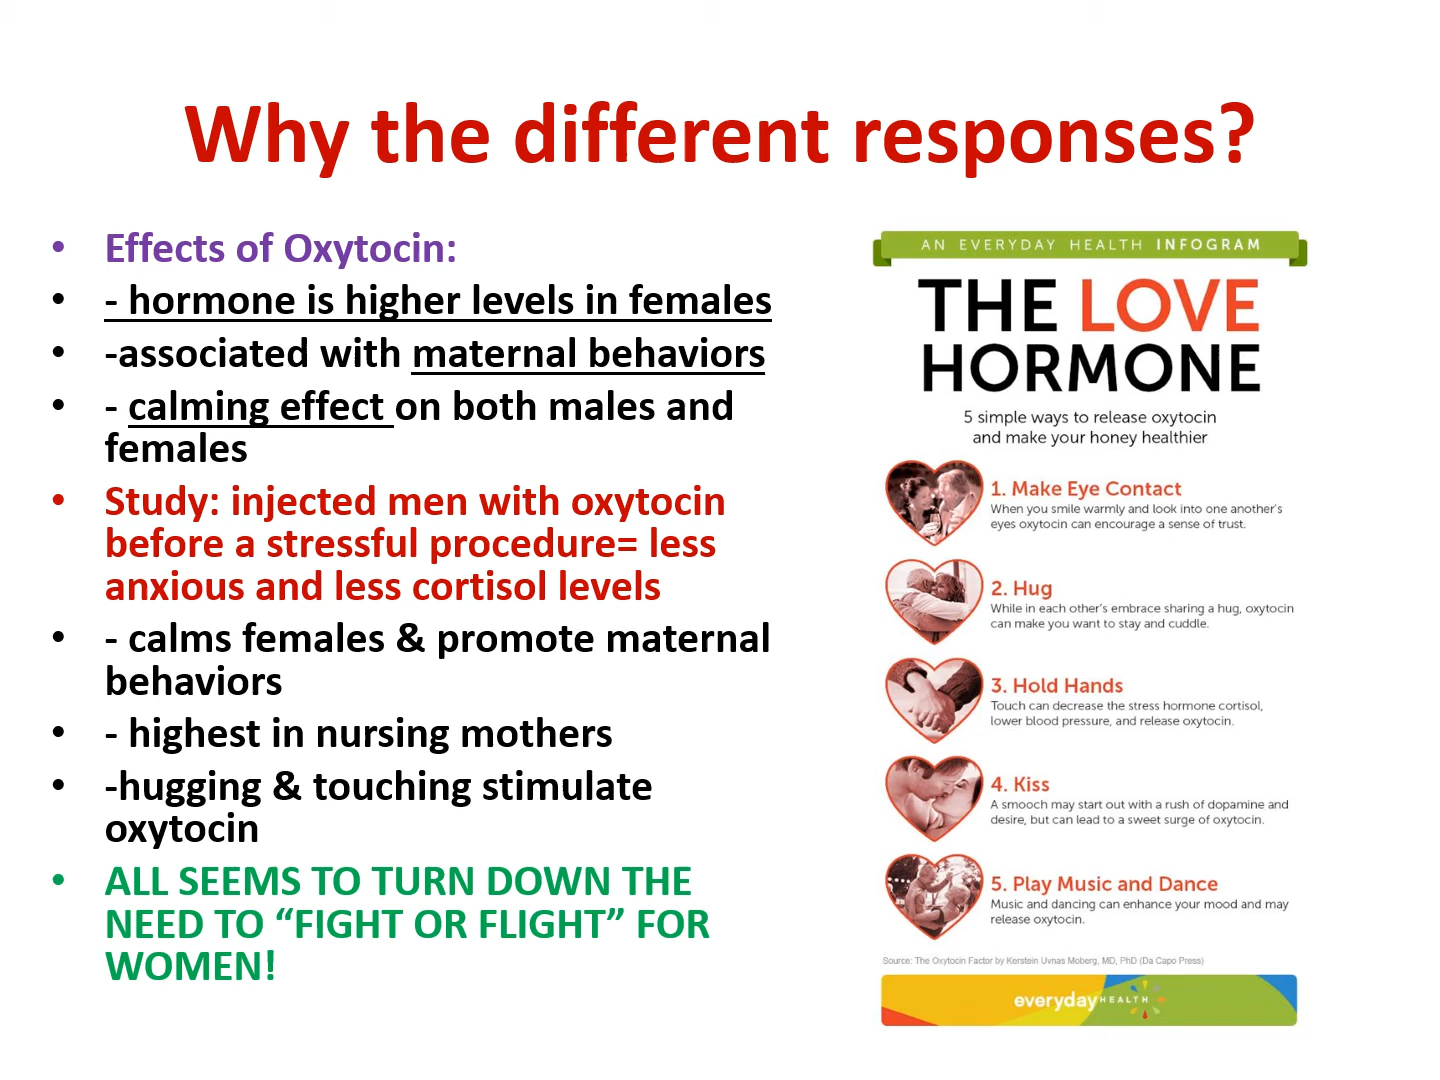 Why the different responses?
• Effects of Oxytocin:
• - hormone is higher levels in females
• -associated with maternal behaviors
• - calming effect on both males and
females
• Study: injected men with oxytocin
before a stressful procedure= less
anxious and less cortisol levels
• - calms females & promote maternal
behaviors
• - highest in nursing mothers
• -hugging & touching stimulate
oxytocin
• ALL SEEMS TO TURN DOWN THE
NEED TO “FIGHT OR FLIGHT” FOR
WOMEN!
AN EVERYDAY HEALTH INFOGRAM
THE LOVE
HORMONE
5 simple ways to release oxytocin
and make your honey healthier
1. Make Eye Contact
When you smile warmly and look into one another's
eyes oxytocin can encourage a sense of trust.
2. Hug
While in each other's embrace sharing a hug, oxytocin
can make you want to stay and cuddle.
3. Hold Hands
Touch can decrease the stress hormone cortisol,
lower blood pressure, and release oxytocin.
4. Kiss
A smooch may start out with a rush of dopamine and
desire, but can lead to a sweet surge of oxytocin.
5. Play Music and Dance
Music and dancing can enhance your mood and may
release oxytocin.
Source: The Oxytocin Factor by Kerstein Uvnas Moberg, MD, PhD (Da Capo Press)
everyday HEALTH